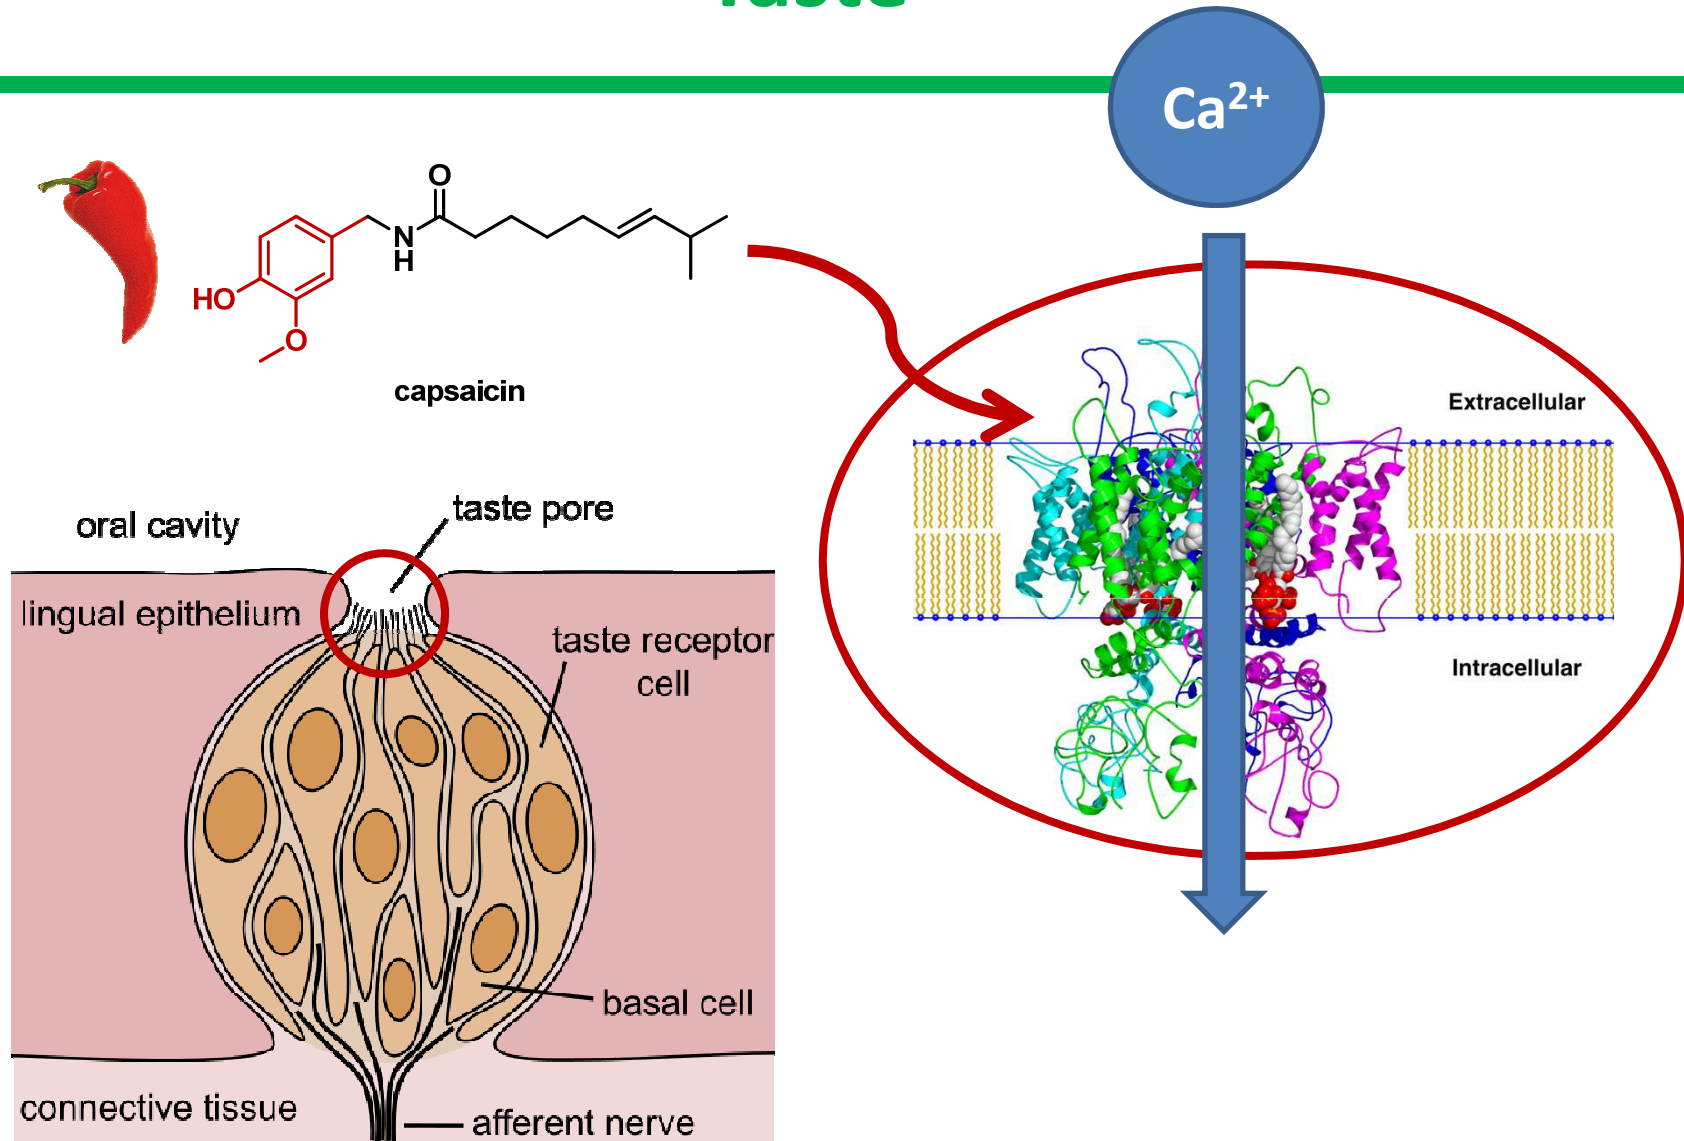 Taste
Ca²⁺
O
N
H
HO
O
capsaicin
Extracellular
Intracellular
oral cavity
taste pore
lingual epithelium
taste receptor
cell
basal cell
connective tissue
afferent nerve